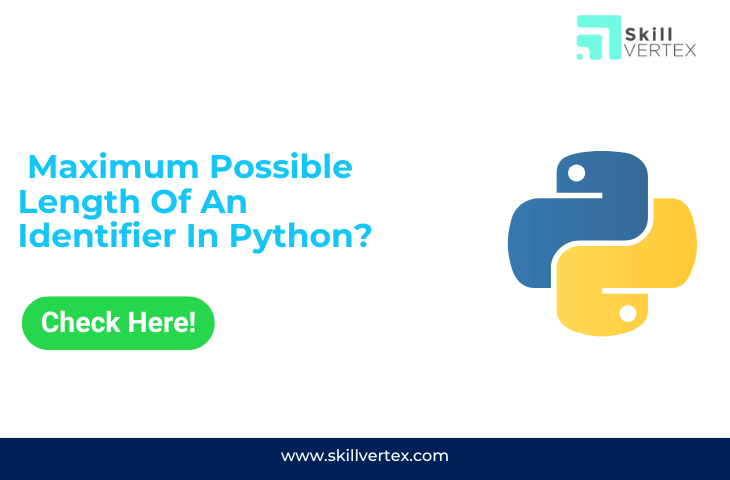 Skill
VERTEX
Maximum Possible
Length Of An
Identifier In Python?
Check Here!
www.skillvertex.com